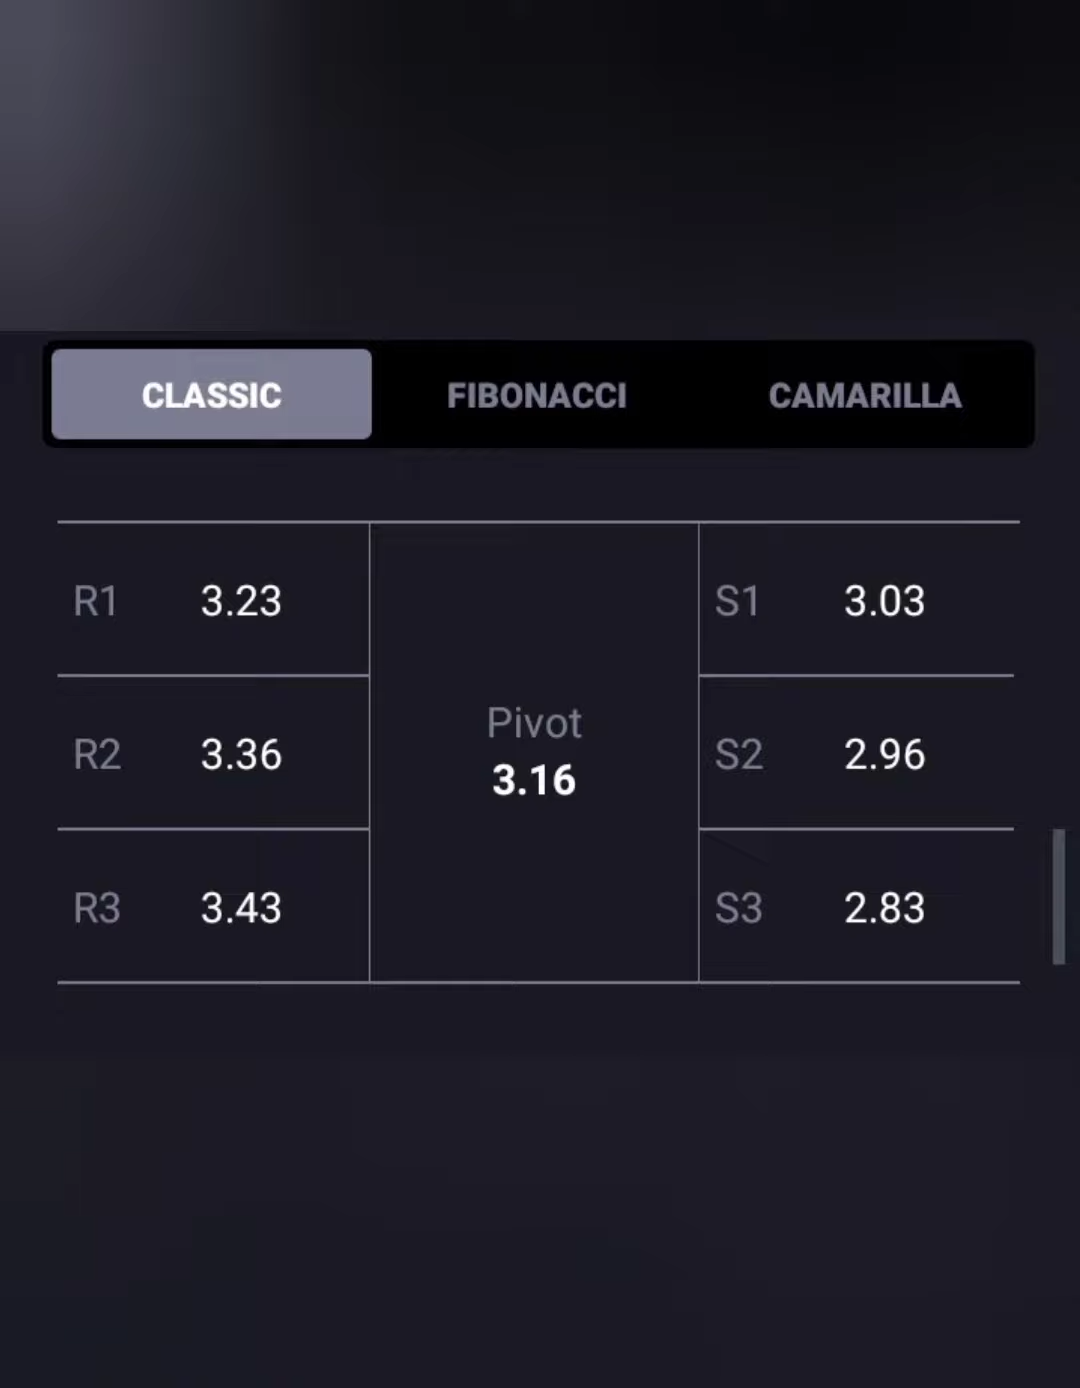 CLASSIC FIBONACCI CAMARILLA
R1 3.23
R2 3.36
R3 3.43
Pivot
3.16
S1 3.03
S2 2.96
S3 2.83